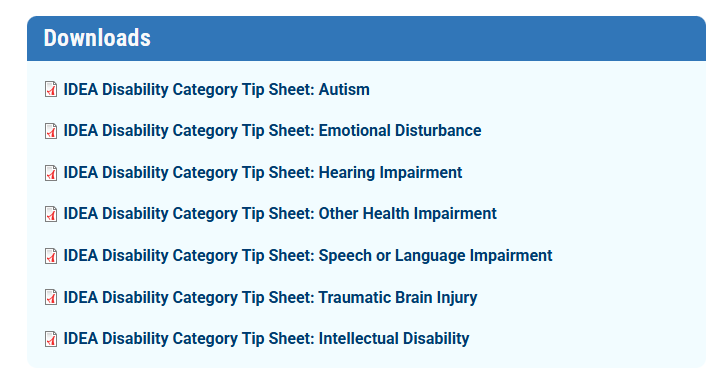 Downloads
IDEA Disability Category Tip Sheet: Autism
IDEA Disability Category Tip Sheet: Emotional Disturbance
IDEA Disability Category Tip Sheet: Hearing Impairment
IDEA Disability Category Tip Sheet: Other Health Impairment
IDEA Disability Category Tip Sheet: Speech or Language Impairment
IDEA Disability Category Tip Sheet: Traumatic Brain Injury
IDEA Disability Category Tip Sheet: Intellectual Disability